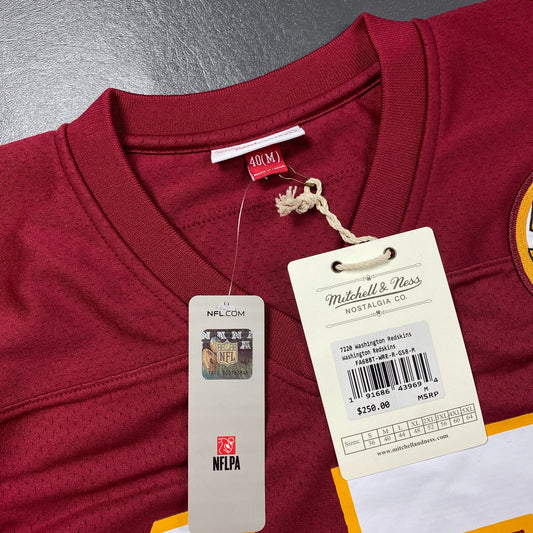 40(M)
NFL.COM
NFL
NFLPA
Mitchell & Ness
NOSTALGIA CO.
7220 Washington Redskins
Washington Redskins
FA688T-WRE-R-G58-M
1 91686 43969 4
M
$250.00
MSRP
S M L XL 2XL 3XL 4XL 5XL
Sizes: 36 40 44 48 52 56 60 64
www.mitchellandness.com